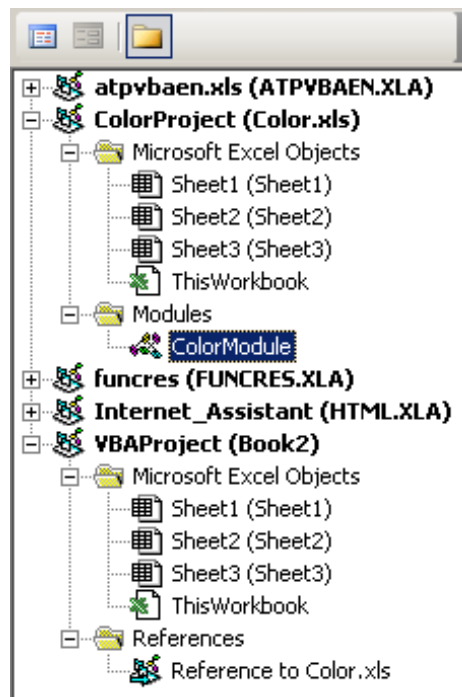 atpvbaen.xls (ATPVBAEN.XLA)
ColorProject (Color.xls)
Microsoft Excel Objects
Sheet1 (Sheet1)
Sheet2 (Sheet2)
Sheet3 (Sheet3)
ThisWorkbook
Modules
ColorModule
funcres (FUNCRES.XLA)
Internet_Assistant (HTML.XLA)
VBAProject (Book2)
Microsoft Excel Objects
Sheet1 (Sheet1)
Sheet2 (Sheet2)
Sheet3 (Sheet3)
ThisWorkbook
References
Reference to Color.xls